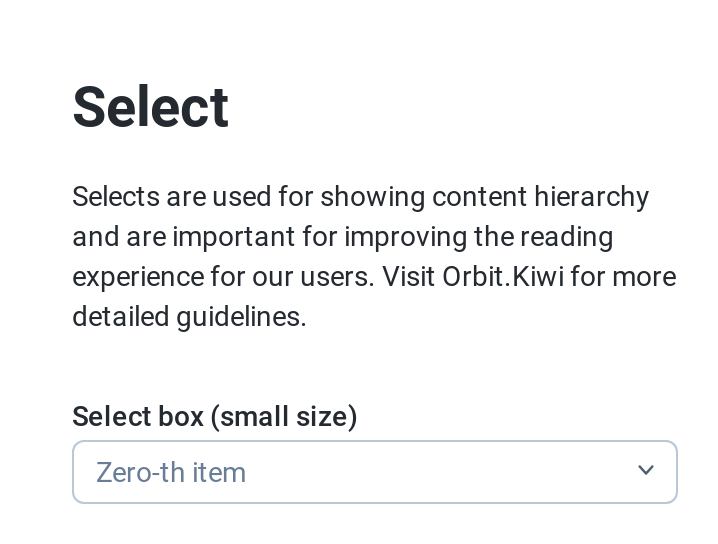 Select
Selects are used for showing content hierarchy
and are important for improving the reading
experience for our users. Visit Orbit.Kiwi for more
detailed guidelines.
Select box (small size)
Zero-th item